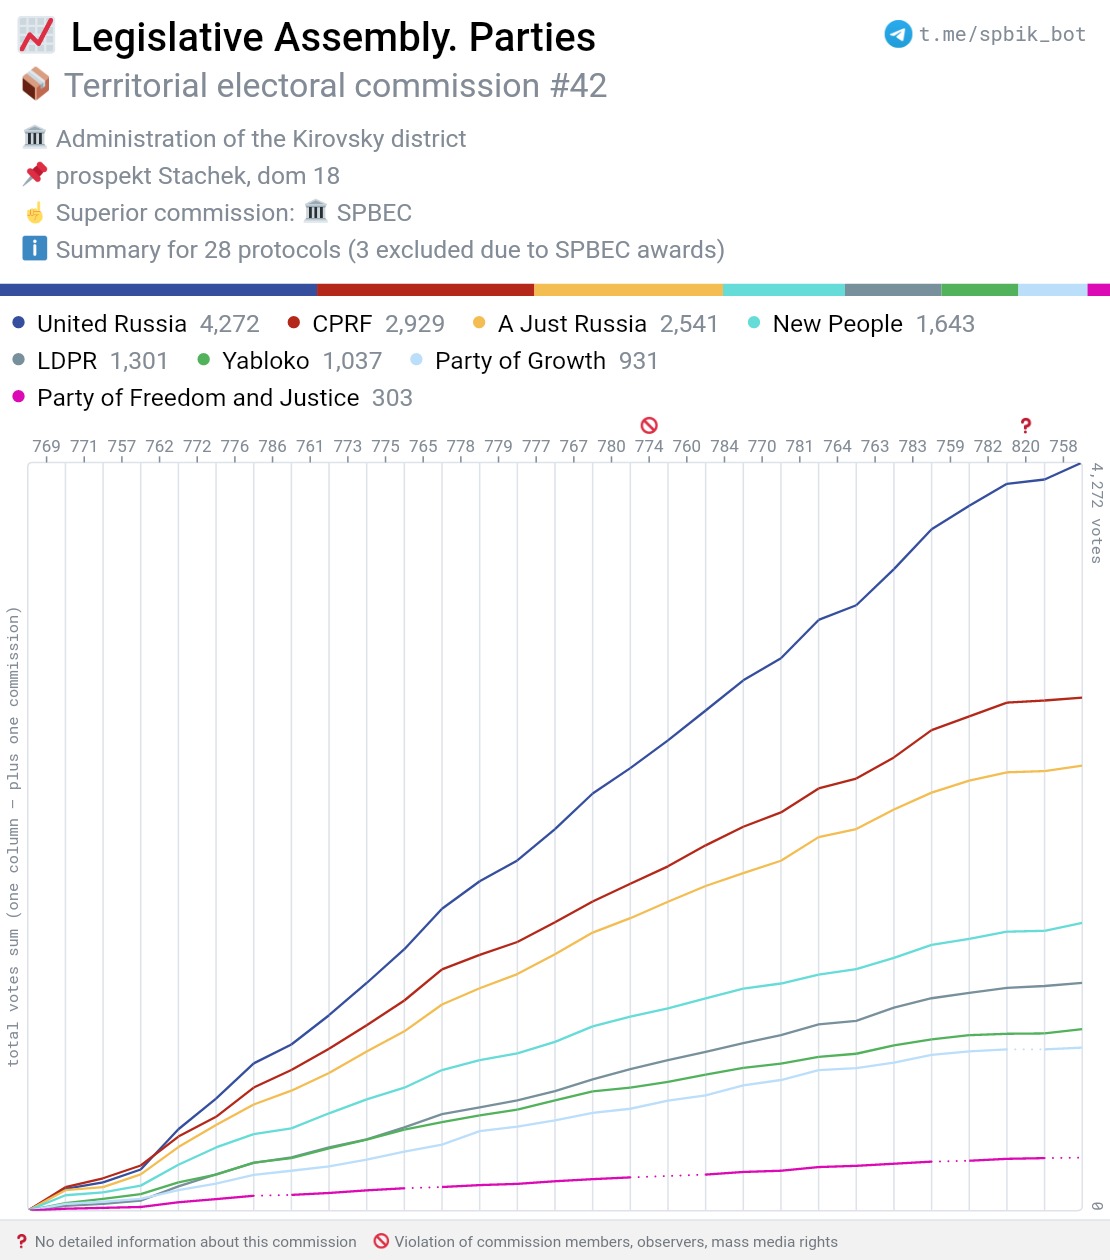 Legislative Assembly. Parties
t.me/spbik_bot
Territorial electoral commission #42
Administration of the Kirovsky district
prospekt Stachek, dom 18
Superior commission: SPBEC
Summary for 28 protocols (3 excluded due to SPBEC awards)
United Russia 4,272 CPRF 2,929 A Just Russia 2,541 New People 1,643
LDPR 1,301 Yabloko 1,037 Party of Growth 931
Party of Freedom and Justice 303
769 771 757 762 772 776 786 761 773 775 765 778 779 777 767 780 774 760 784 770 781 764 763 783 759 782 820 758
4,272 votes
total votes sum (one column – plus one commission)
0
No detailed information about this commission Violation of commission members, observers, mass media rights